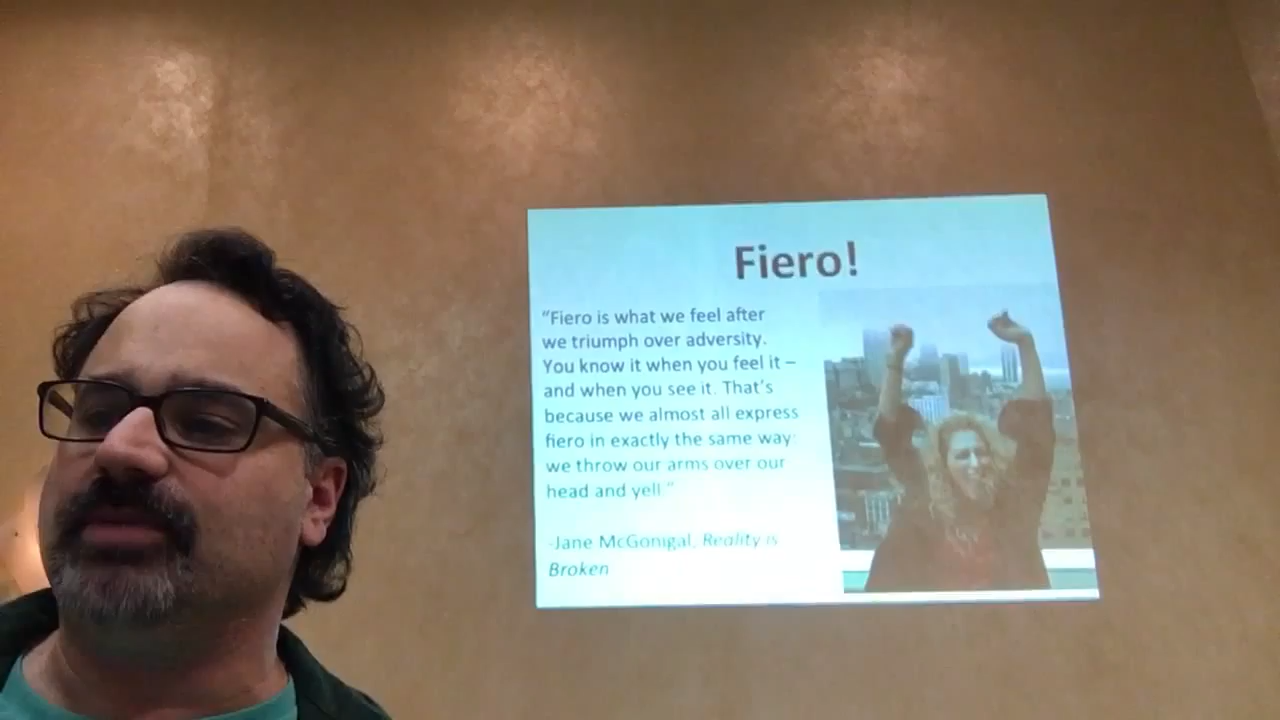 Fiero!
“Fiero is what we feel after
we triumph over adversity.
You know it when you feel it –
and when you see it. That’s
because we almost all express
fiero in exactly the same way:
we throw our arms over our
head and yell.”
-Jane McGonigal, Reality is
Broken